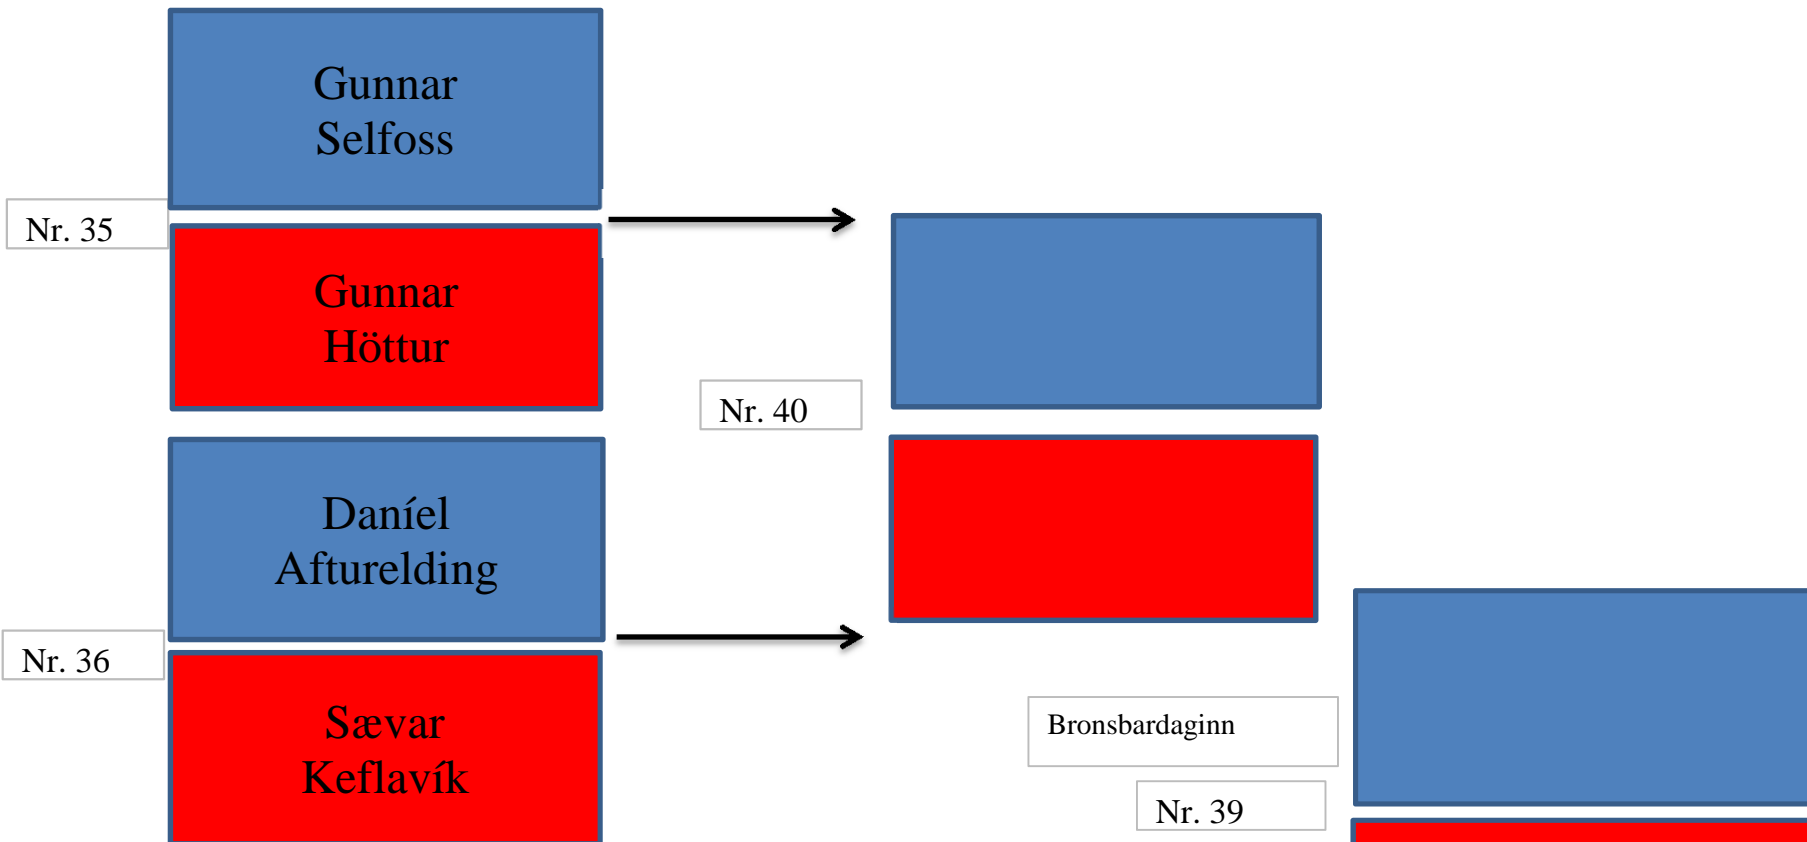 Gunnar
Selfoss
Nr. 35
Gunnar
Höttur
Nr. 40
Daníel
Afturelding
Nr. 36
Sævar
Keflavík
Bronsbardaginn
Nr. 39